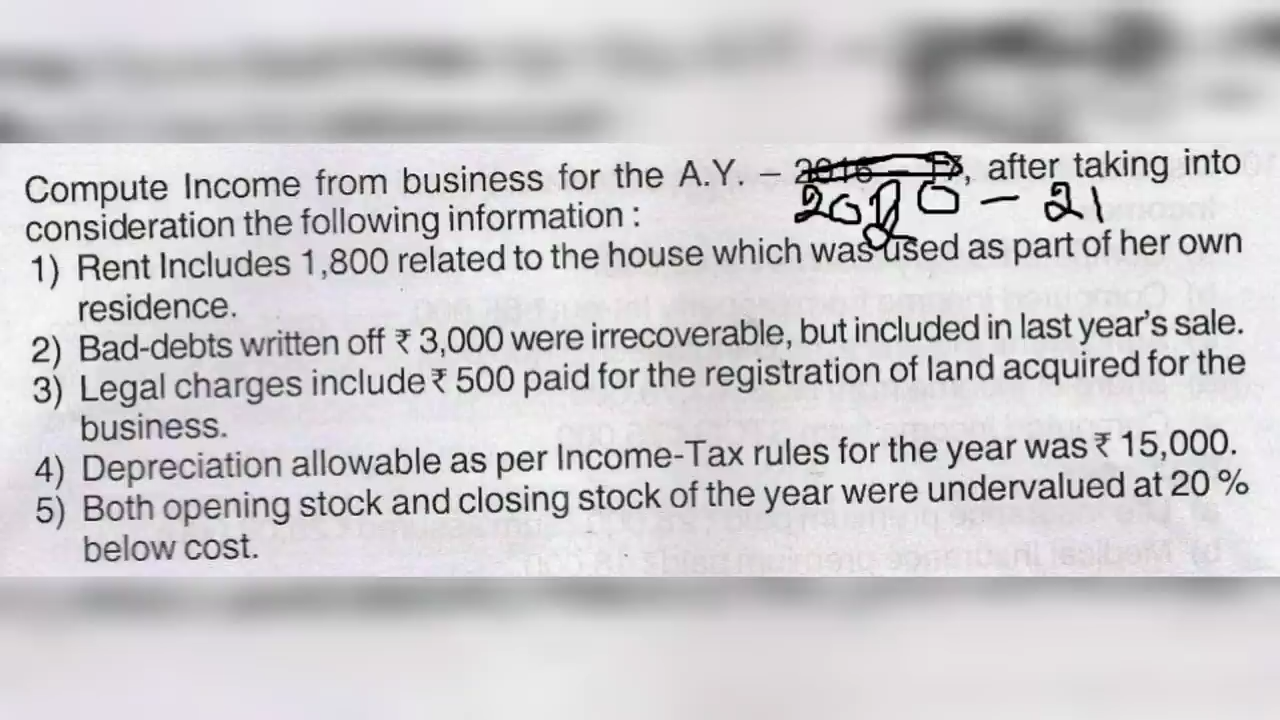 Compute Income from business for the A.Y. – 2020 – 21, after taking into
consideration the following information :
1) Rent Includes 1,800 related to the house which was used as part of her own
residence.
2) Bad-debts written off ₹ 3,000 were irrecoverable, but included in last year's sale.
3) Legal charges include ₹ 500 paid for the registration of land acquired for the
business.
4) Depreciation allowable as per Income-Tax rules for the year was ₹ 15,000.
5) Both opening stock and closing stock of the year were undervalued at 20 %
below cost.